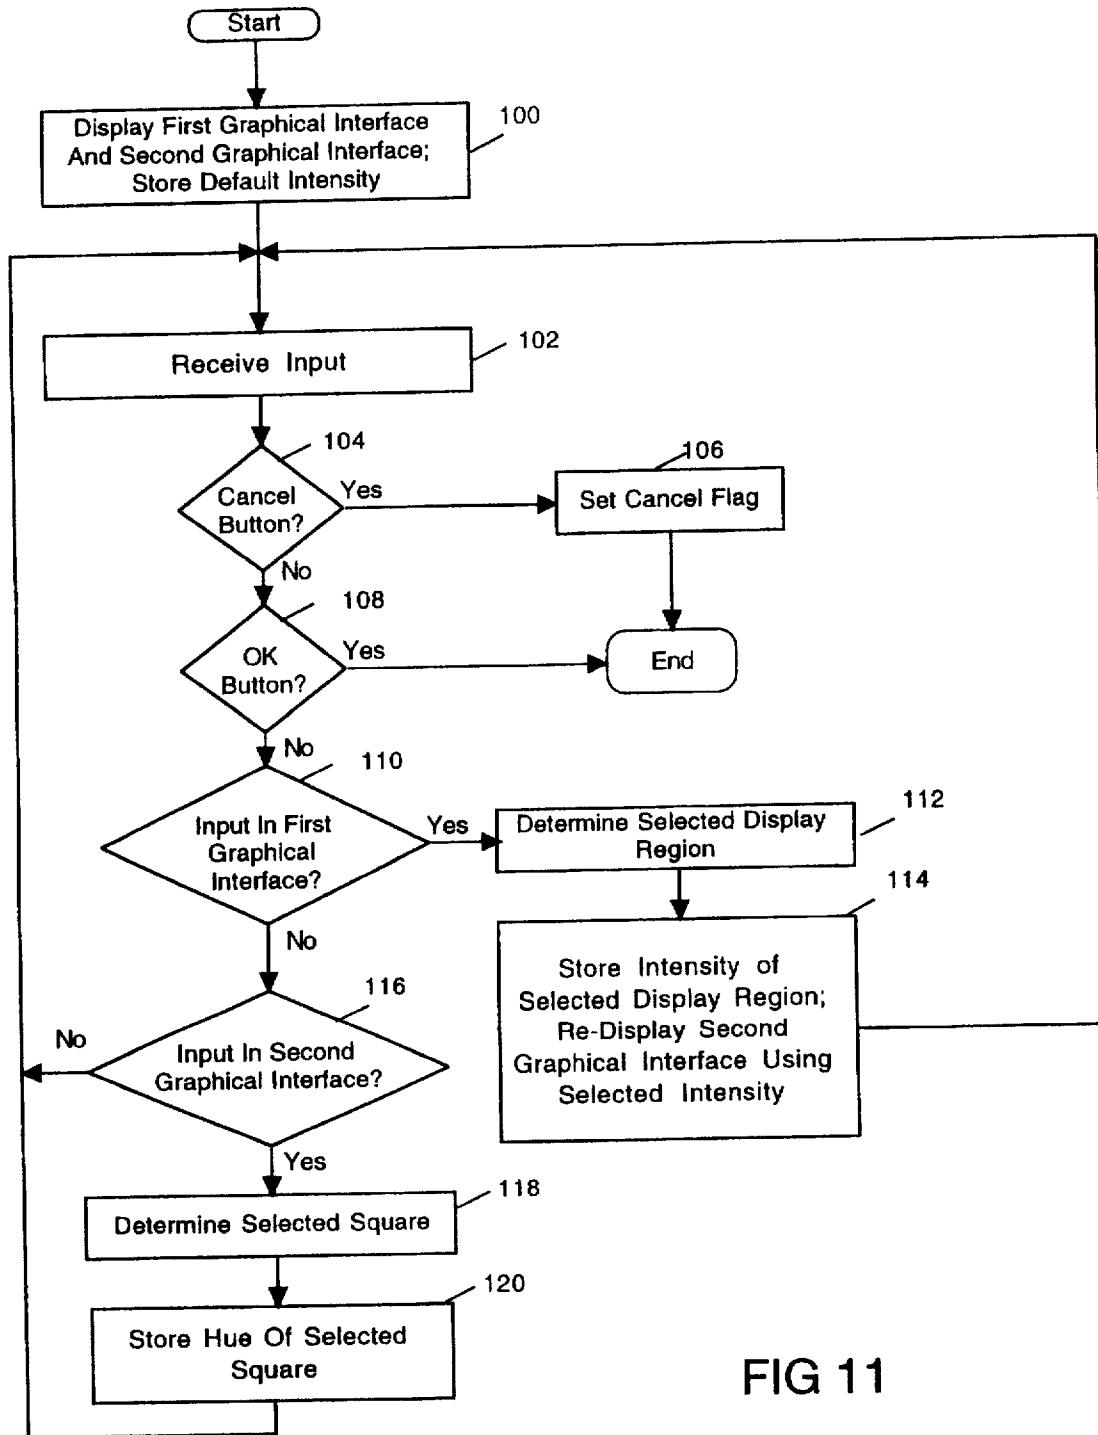 Start
Display First Graphical Interface
And Second Graphical Interface;
Store Default Intensity
100
Receive Input
102
104
Cancel
Button?
Yes
106
Set Cancel Flag
No
108
OK
Button?
Yes
End
No
110
Input In First
Graphical
Interface?
Yes
Determine Selected Display
Region
112
114
No
Store Intensity of
Selected Display Region;
Re-Display Second
Graphical Interface Using
Selected Intensity
116
No
Input In Second
Graphical Interface?
Yes
118
Determine Selected Square
120
Store Hue Of Selected
Square
FIG 11